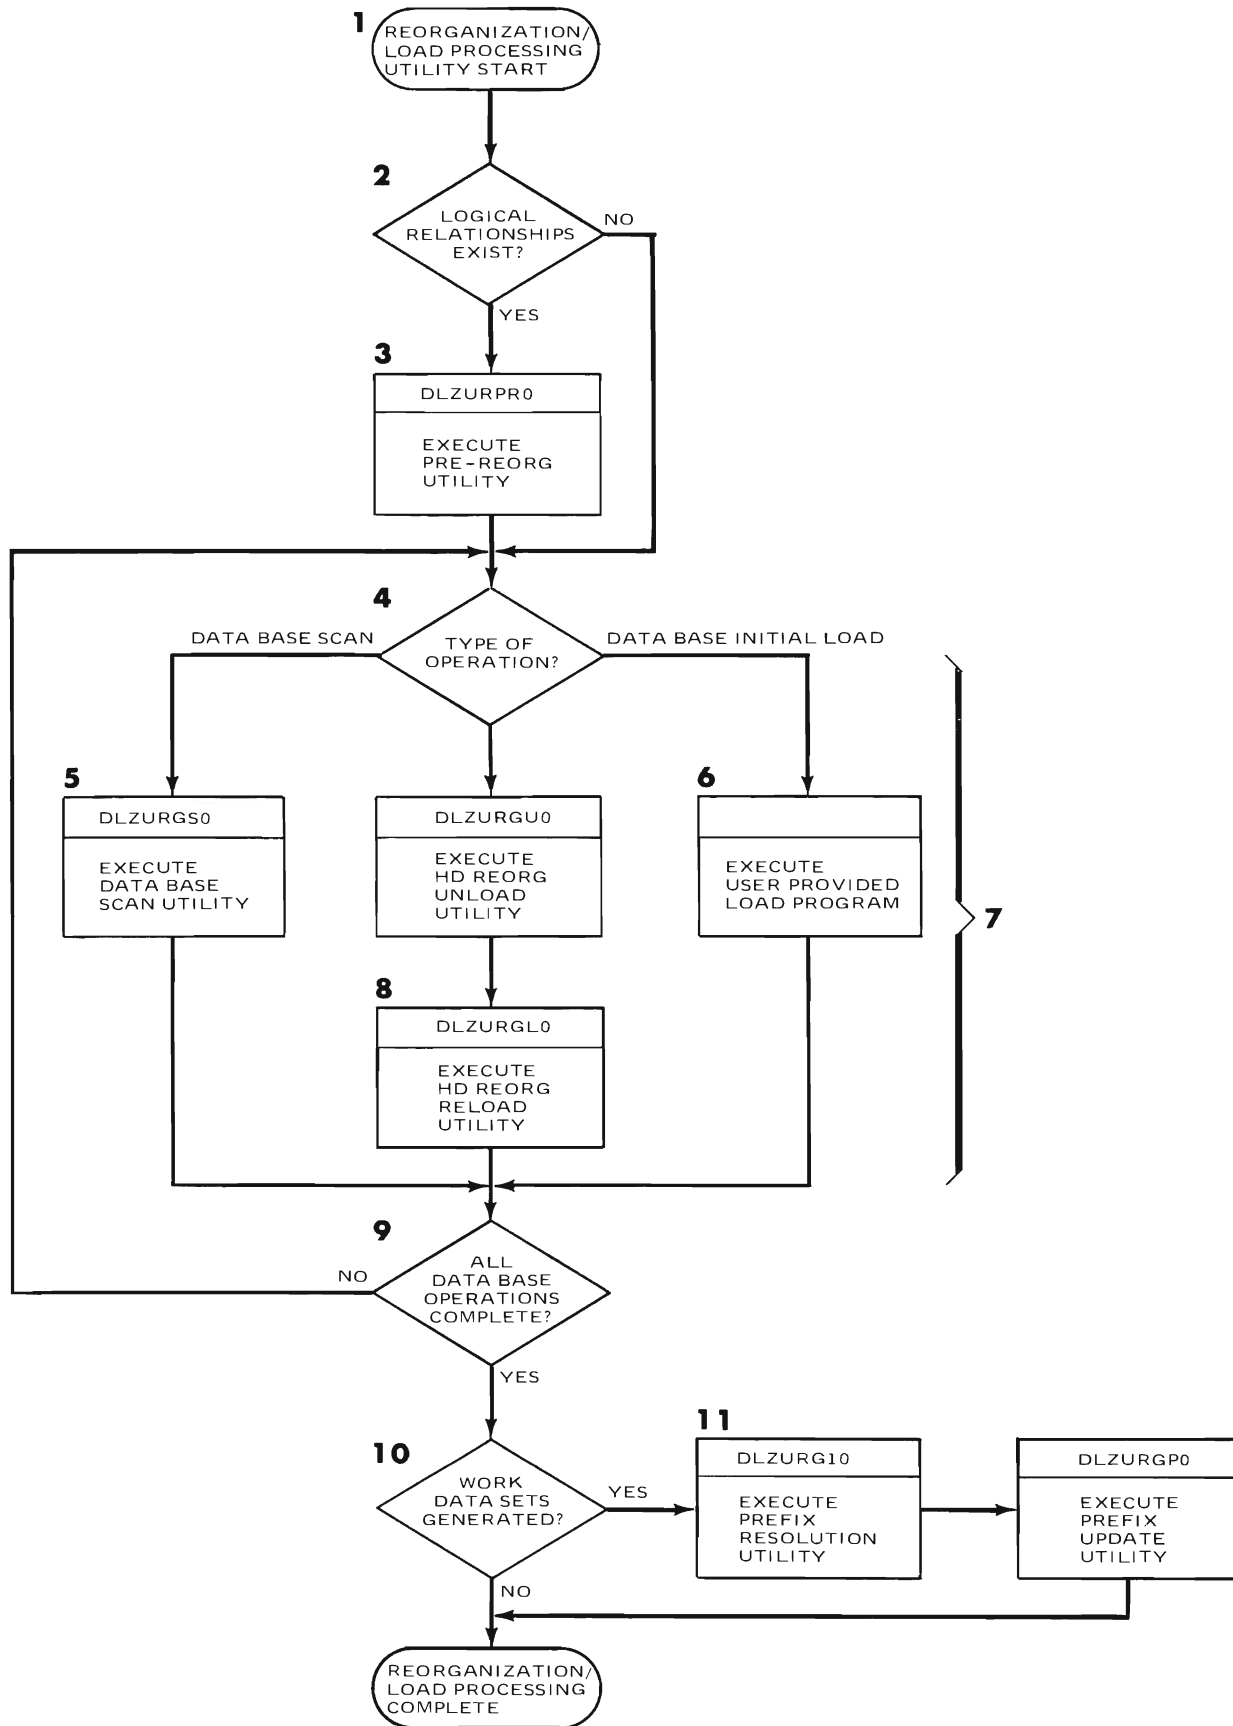 1
REORGANIZATION/
LOAD PROCESSING
UTILITY START
2
LOGICAL
RELATIONSHIPS
EXIST?
NO
YES
3
DLZURPR0
EXECUTE
PRE-REORG
UTILITY
4
DATA BASE SCAN
TYPE OF
OPERATION?
DATA BASE INITIAL LOAD
5
DLZURGS0
EXECUTE
DATA BASE
SCAN UTILITY
DLZURGU0
EXECUTE
HD REORG
UNLOAD
UTILITY
6
EXECUTE
USER PROVIDED
LOAD PROGRAM
7
8
DLZURGL0
EXECUTE
HD REORG
RELOAD
UTILITY
9
ALL
DATA BASE
OPERATIONS
COMPLETE?
NO
YES
10
WORK
DATA SETS
GENERATED?
YES
NO
11
DLZURG10
EXECUTE
PREFIX
RESOLUTION
UTILITY
DLZURGP0
EXECUTE
PREFIX
UPDATE
UTILITY
REORGANIZATION/
LOAD PROCESSING
COMPLETE